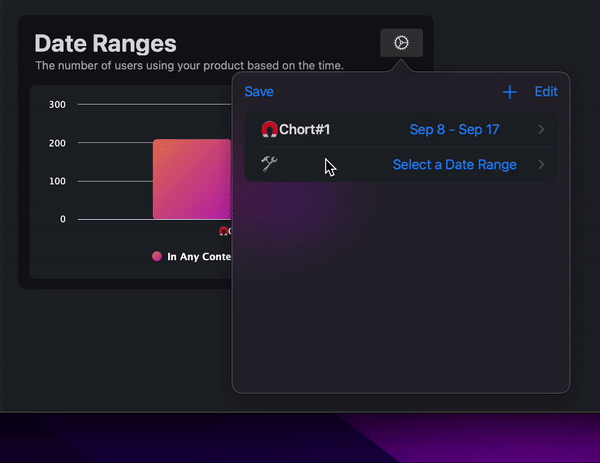 Date Ranges
The number of users using your product based on the time.
Save
Edit
300
200
100
0
Chort#1
Sep 8 - Sep 17
Select a Date Range
In Any Conte